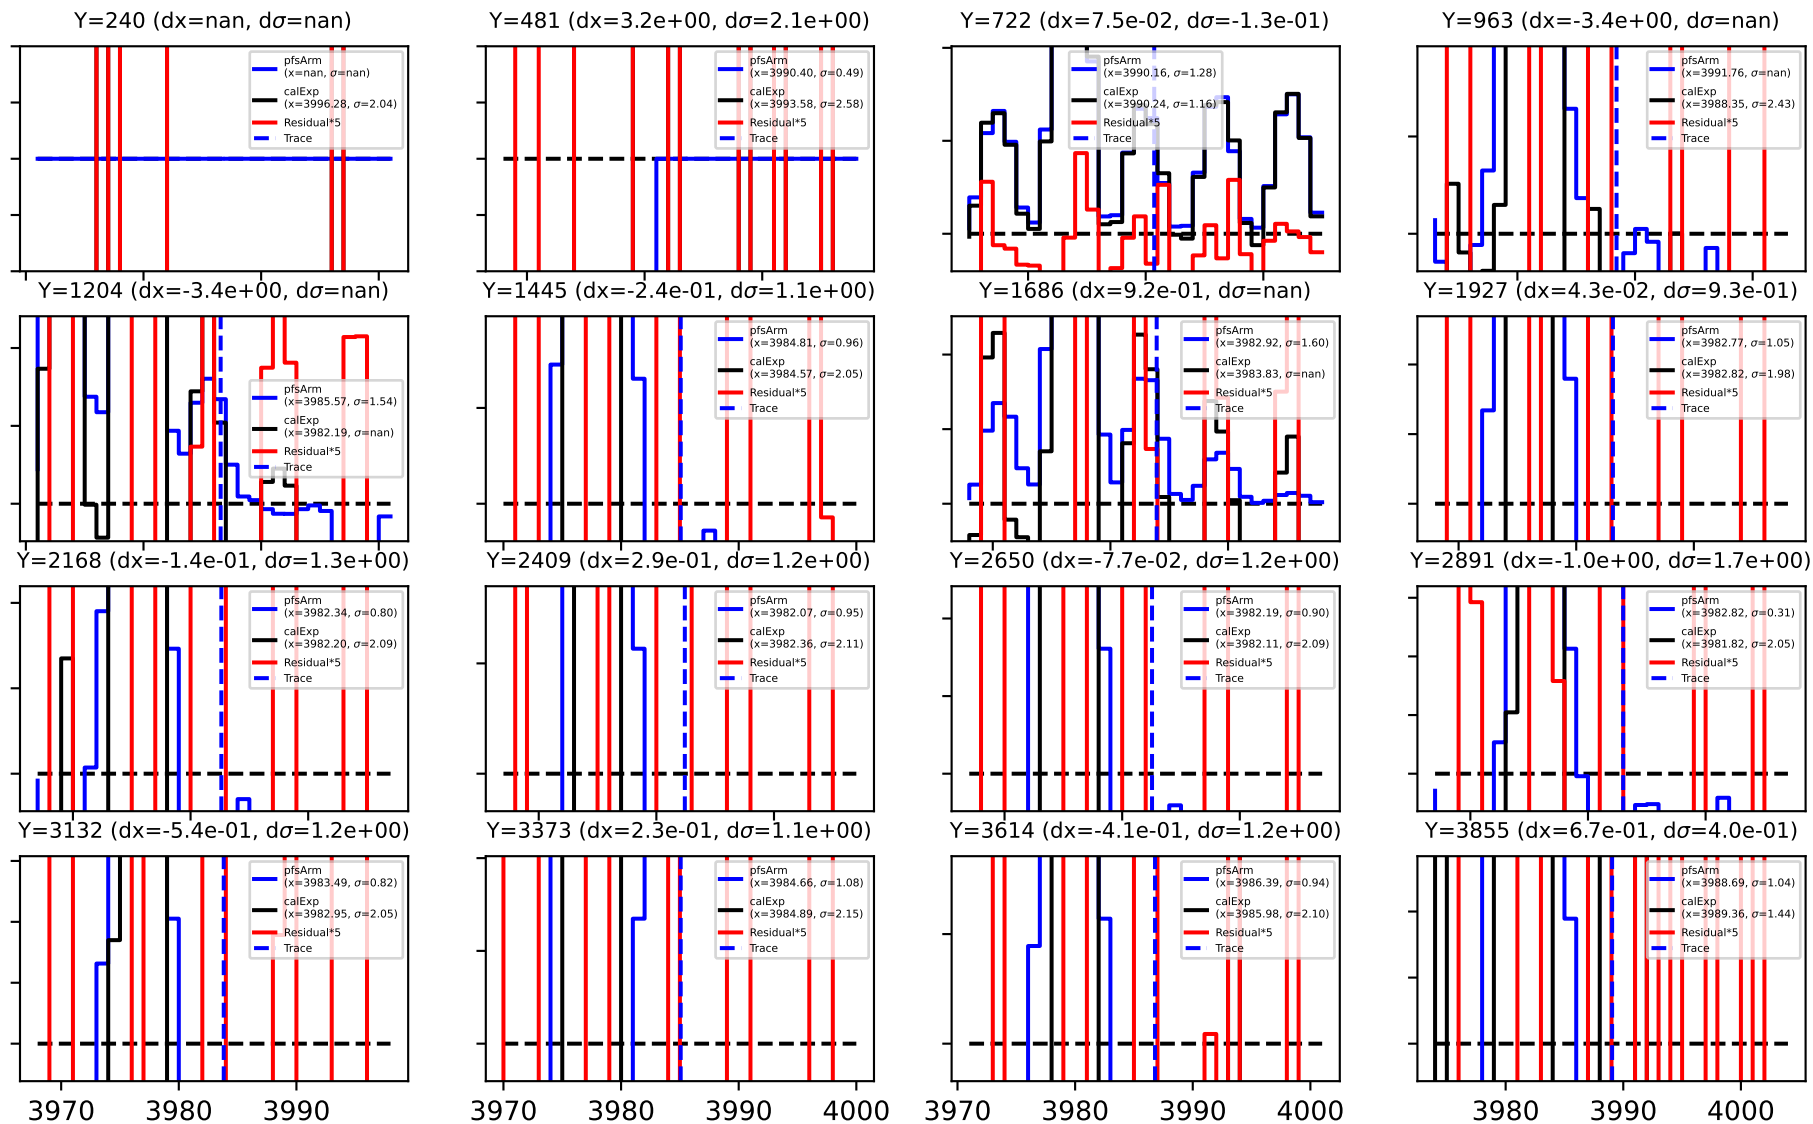 Y=240 (dx=nan, dσ=nan)
pfsArm
(x=nan, σ=nan)
calExp
(x=3996.28, σ=2.04)
Residual*5
Trace
Y=481 (dx=3.2e+00, dσ=2.1e+00)
pfsArm
(x=3990.40, σ=0.49)
calExp
(x=3993.58, σ=2.58)
Residual*5
Trace
Y=722 (dx=7.5e-02, dσ=-1.3e-01)
pfsArm
(x=3990.16, σ=1.28)
calExp
(x=3990.24, σ=1.16)
Residual*5
Trace
Y=963 (dx=-3.4e+00, dσ=nan)
pfsArm
(x=3991.76, σ=nan)
calExp
(x=3988.35, σ=2.43)
Residual*5
Trace
Y=1204 (dx=-3.4e+00, dσ=nan)
pfsArm
(x=3985.57, σ=1.54)
calExp
(x=3982.19, σ=nan)
Residual*5
Trace
Y=1445 (dx=-2.4e-01, dσ=1.1e+00)
pfsArm
(x=3984.81, σ=0.96)
calExp
(x=3984.57, σ=2.05)
Residual*5
Trace
Y=1686 (dx=9.2e-01, dσ=nan)
pfsArm
(x=3982.92, σ=1.60)
calExp
(x=3983.83, σ=nan)
Residual*5
Trace
Y=1927 (dx=4.3e-02, dσ=9.3e-01)
pfsArm
(x=3982.77, σ=1.05)
calExp
(x=3982.82, σ=1.98)
Residual*5
Trace
Y=2168 (dx=-1.4e-01, dσ=1.3e+00)
pfsArm
(x=3982.34, σ=0.80)
calExp
(x=3982.20, σ=2.09)
Residual*5
Trace
Y=2409 (dx=2.9e-01, dσ=1.2e+00)
pfsArm
(x=3982.07, σ=0.95)
calExp
(x=3982.36, σ=2.11)
Residual*5
Trace
Y=2650 (dx=-7.7e-02, dσ=1.2e+00)
pfsArm
(x=3982.19, σ=0.90)
calExp
(x=3982.11, σ=2.09)
Residual*5
Trace
Y=2891 (dx=-1.0e+00, dσ=1.7e+00)
pfsArm
(x=3982.82, σ=0.31)
calExp
(x=3981.82, σ=2.05)
Residual*5
Trace
Y=3132 (dx=-5.4e-01, dσ=1.2e+00)
pfsArm
(x=3983.49, σ=0.82)
calExp
(x=3982.95, σ=2.05)
Residual*5
Trace
3970 3980 3990
Y=3373 (dx=2.3e-01, dσ=1.1e+00)
pfsArm
(x=3984.66, σ=1.08)
calExp
(x=3984.89, σ=2.15)
Residual*5
Trace
3970 3980 3990 4000
Y=3614 (dx=-4.1e-01, dσ=1.2e+00)
pfsArm
(x=3986.39, σ=0.94)
calExp
(x=3985.98, σ=2.10)
Residual*5
Trace
3970 3980 3990 4000
Y=3855 (dx=6.7e-01, dσ=4.0e-01)
pfsArm
(x=3988.69, σ=1.04)
calExp
(x=3989.36, σ=1.44)
Residual*5
Trace
3980 3990 4000